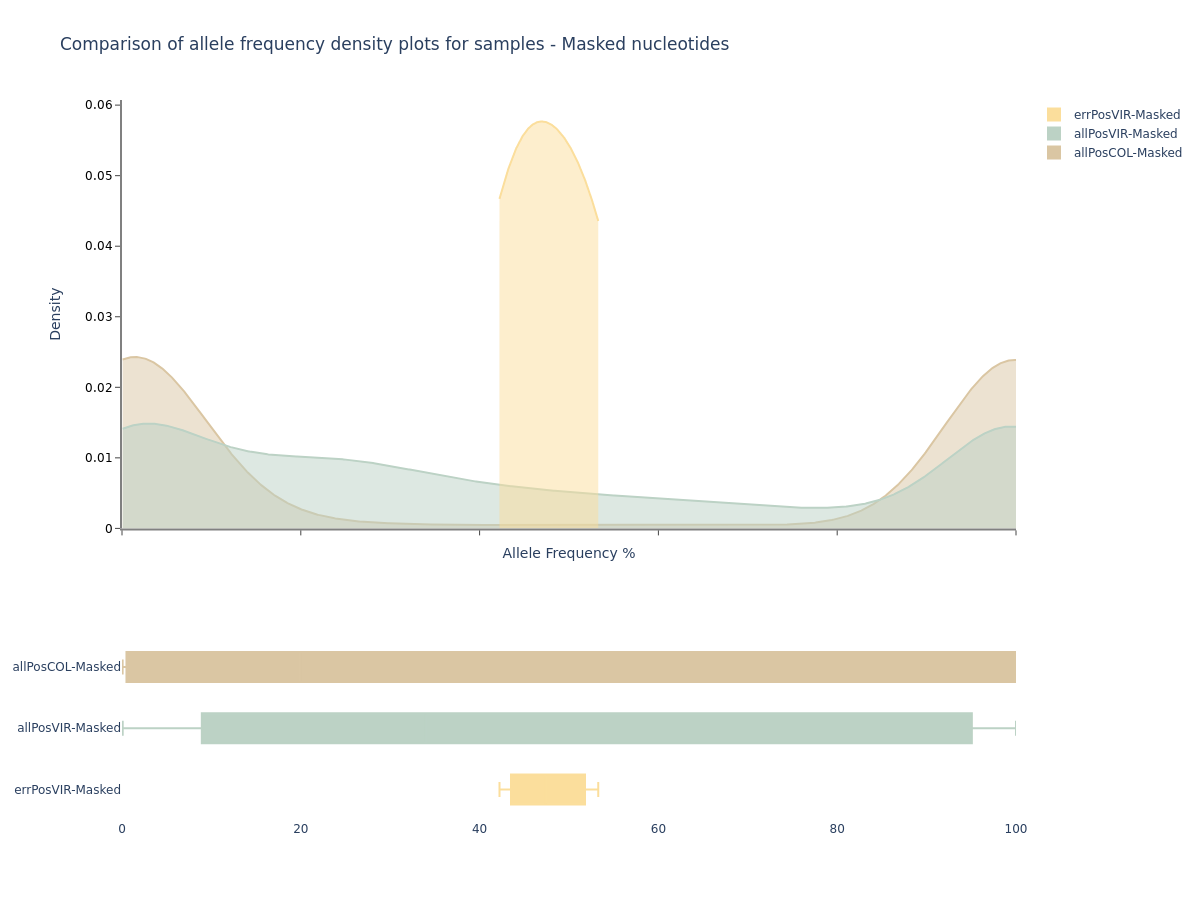 Comparison of allele frequency density plots for samples - Masked nucleotides
errPosVIR-Masked
allPosVIR-Masked
allPosCOL-Masked
0.06
0.05
0.04
0.03
0.02
0.01
0
Density
Allele Frequency %
allPosCOL-Masked
allPosVIR-Masked
errPosVIR-Masked
0 20 40 60 80 100